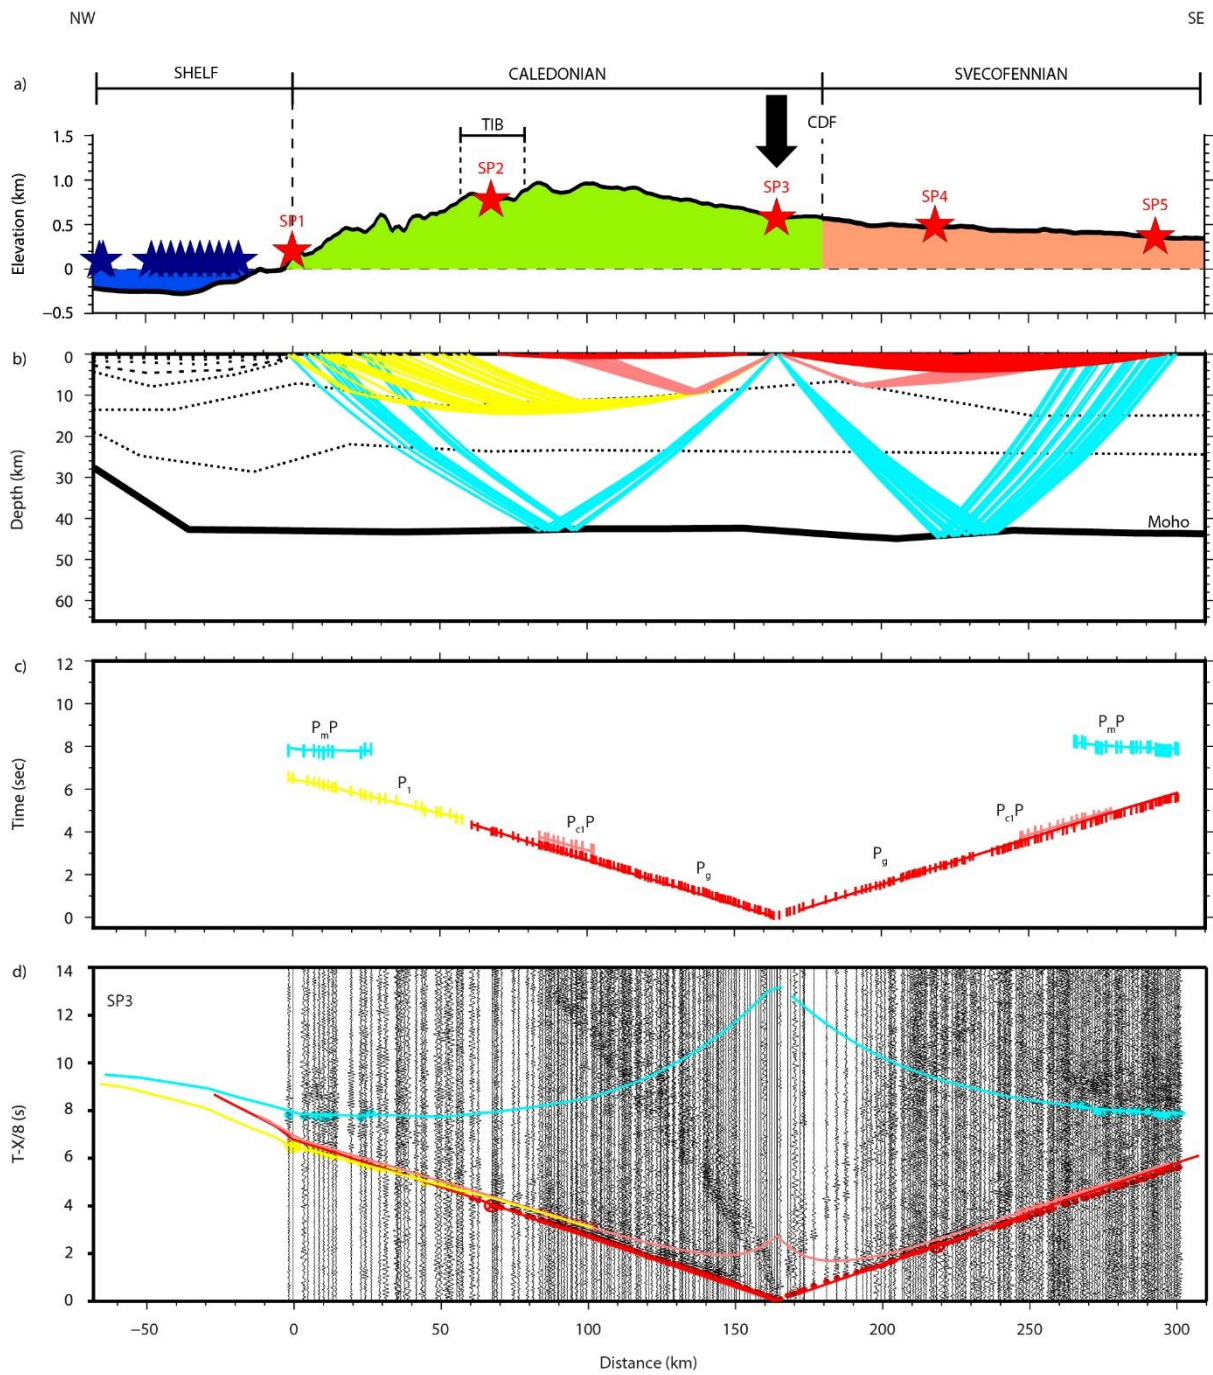 NW SE
a)
SHELF CALEDONIAN SVECOFENNIAN
TIB CDF
Elevation (km)
1.5
1.0
0.5
0
−0.5
SP1 SP2 SP3 SP4 SP5
b)
Depth (km)
0
10
20
30
40
50
60
Moho
c)
Time (sec)
12
10
8
6
4
2
0
PmP PmP
P1
Pc1P Pc1P
Pg Pg
d)
SP3
T-X/8 (s)
14
12
10
8
6
4
2
0
−50 0 50 100 150 200 250 300
Distance (km)